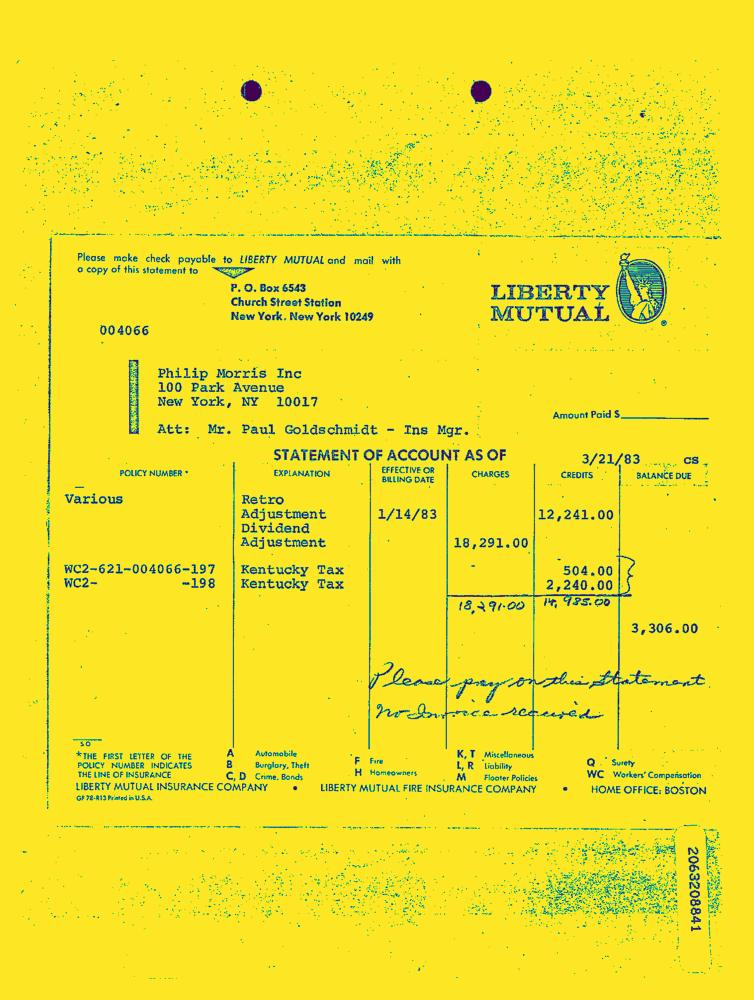 Please make check payable to LIBERTY MUTUAL and mail with
a copy of this statement to
P. O. Box 6543
Church Street Station
New York. New York 10249
LIBERTY
MUTUAL
®
004066
Philip Morris Inc
100 Park Avenue
New York, NY 10017
Att: Mr. Paul Goldschmidt - Ins Mgr.
Amount Paid $
STATEMENT OF ACCOUNT AS OF 3/21/83 cs
POLICY NUMBER * EXPLANATION EFFECTIVE OR BILLING DATE CHARGES CREDITS BALANCE DUE
Various Retro
Adjustment 1/14/83 12,241.00
Dividend
Adjustment 18,291.00
WC2-621-004066-197 Kentucky Tax - 504.00
WC2- -198 Kentucky Tax 2,240.00
18,291.00 14,985.00
3,306.00
Please pay on this Statement
No Invoice received
SO
*THE FIRST LETTER OF THE
POLICY NUMBER INDICATES
THE LINE OF INSURANCE
A Automobile
B Burglary, Theft
C, D Crime, Bonds
F Fire
H Homeowners
K, T Miscellaneous
L, R Liability
M Floater Policies
Q Surety
WC Workers' Compensation
LIBERTY MUTUAL INSURANCE COMPANY • LIBERTY MUTUAL FIRE INSURANCE COMPANY • HOME OFFICE: BOSTON
GF 78-R13 Printed in U.S.A.
2063208841